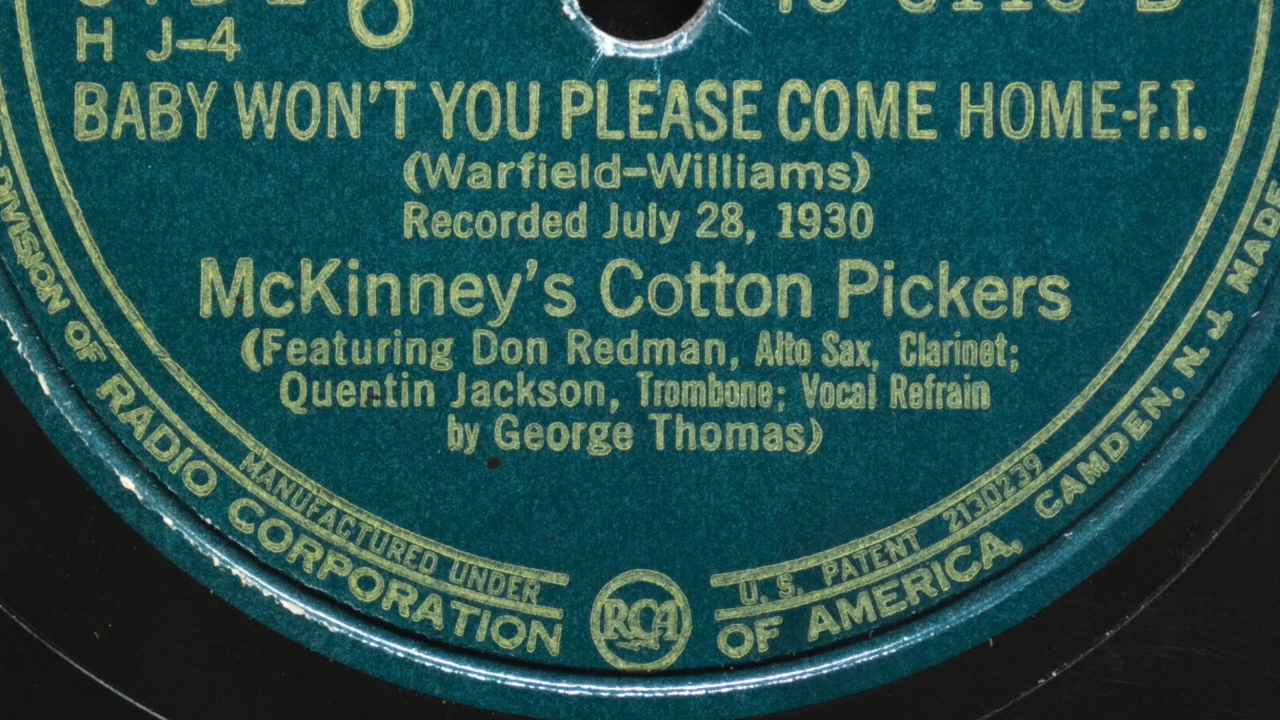 H J-4
BABY WON'T YOU PLEASE COME HOME-F.T.
(Warfield-Williams)
Recorded July 28, 1930
McKinney's Cotton Pickers
(Featuring Don Redman, Alto Sax, Clarinet;
Quentin Jackson, Trombone; Vocal Refrain
by George Thomas)
MANUFACTURED UNDER U. S. PATENT 2130239
DIVISION OF RADIO CORPORATION OF AMERICA, CAMDEN, N. J. MADE
RCA